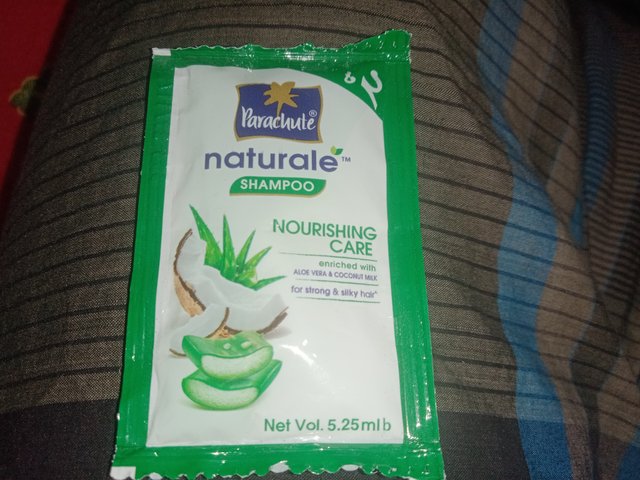 ৳ ২
Parachute®
naturale™
SHAMPOO
NOURISHING
CARE
enriched with
ALOE VERA & COCONUT MILK
for strong & silky hair*
Net Vol. 5.25ml b